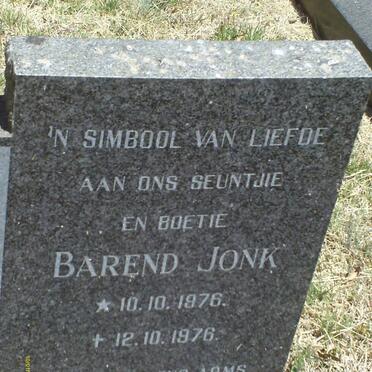 'N SIMBOOL VAN LIEFDE
AAN ONS SEUNTJIE
EN BOETIE
BAREND JONK
* 10.10.1976.
+ 12.10.1976.